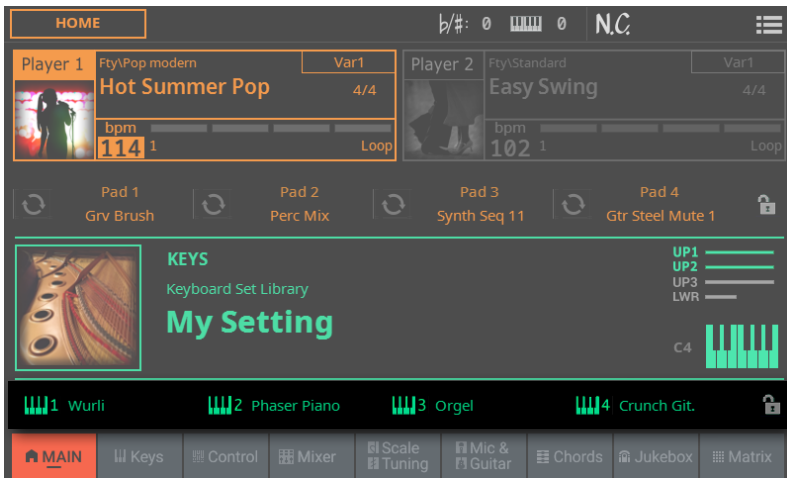 HOME
b/#: 0
0
N.C.
Player 1
Fty\Pop modern
Var1
Hot Summer Pop
4/4
bpm
114
1
Loop
Player 2
Fty\Standard
Var1
Easy Swing
4/4
bpm
102
1
Loop
Pad 1
Grv Brush
Pad 2
Perc Mix
Pad 3
Synth Seq 11
Pad 4
Gtr Steel Mute 1
KEYS
Keyboard Set Library
My Setting
UP1
UP2
UP3
LWR
C4
1 Wurli
2 Phaser Piano
3 Orgel
4 Crunch Git.
MAIN
Keys
Control
Mixer
Scale
Tuning
Mic &
Guitar
Chords
Jukebox
Matrix